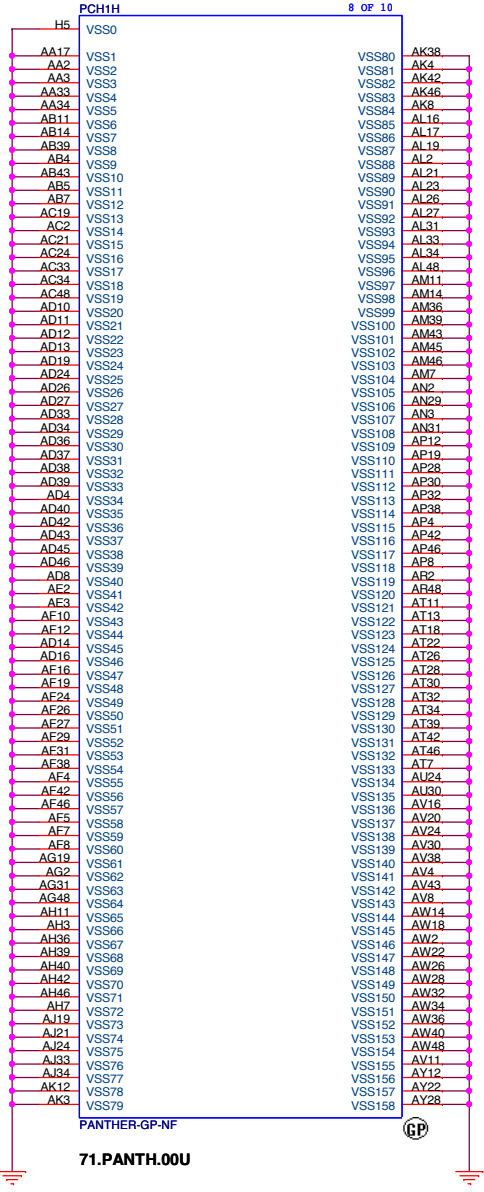 PCH1H 8 OF 10
H5 VSS0
AA17 VSS1 VSS80 AK38
AA2 VSS2 VSS81 AK4
AA3 VSS3 VSS82 AK42
AA33 VSS4 VSS83 AK46
AA34 VSS5 VSS84 AK8
AB11 VSS6 VSS85 AL16
AB14 VSS7 VSS86 AL17
AB39 VSS8 VSS87 AL19
AB4 VSS9 VSS88 AL2
AB43 VSS10 VSS89 AL21
AB5 VSS11 VSS90 AL23
AB7 VSS12 VSS91 AL26
AC19 VSS13 VSS92 AL27
AC2 VSS14 VSS93 AL31
AC21 VSS15 VSS94 AL33
AC24 VSS16 VSS95 AL34
AC33 VSS17 VSS96 AL48
AC34 VSS18 VSS97 AM11
AC48 VSS19 VSS98 AM14
AD10 VSS20 VSS99 AM36
AD11 VSS21 VSS100 AM39
AD12 VSS22 VSS101 AM43
AD13 VSS23 VSS102 AM45
AD19 VSS24 VSS103 AM46
AD24 VSS25 VSS104 AM7
AD26 VSS26 VSS105 AN2
AD27 VSS27 VSS106 AN29
AD33 VSS28 VSS107 AN3
AD34 VSS29 VSS108 AN31
AD36 VSS30 VSS109 AP12
AD37 VSS31 VSS110 AP19
AD38 VSS32 VSS111 AP28
AD39 VSS33 VSS112 AP30
AD4 VSS34 VSS113 AP32
AD40 VSS35 VSS114 AP38
AD42 VSS36 VSS115 AP4
AD43 VSS37 VSS116 AP42
AD45 VSS38 VSS117 AP46
AD46 VSS39 VSS118 AP8
AD8 VSS40 VSS119 AR2
AE2 VSS41 VSS120 AR48
AE3 VSS42 VSS121 AT11
AF10 VSS43 VSS122 AT13
AF12 VSS44 VSS123 AT18
AD14 VSS45 VSS124 AT22
AD16 VSS46 VSS125 AT26
AF16 VSS47 VSS126 AT28
AF19 VSS48 VSS127 AT30
AF24 VSS49 VSS128 AT32
AF26 VSS50 VSS129 AT34
AF27 VSS51 VSS130 AT39
AF29 VSS52 VSS131 AT42
AF31 VSS53 VSS132 AT46
AF38 VSS54 VSS133 AT7
AF4 VSS55 VSS134 AU24
AF42 VSS56 VSS135 AU30
AF46 VSS57 VSS136 AV16
AF5 VSS58 VSS137 AV20
AF7 VSS59 VSS138 AV24
AF8 VSS60 VSS139 AV30
AG19 VSS61 VSS140 AV38
AG2 VSS62 VSS141 AV4
AG31 VSS63 VSS142 AV43
AG48 VSS64 VSS143 AV8
AH11 VSS65 VSS144 AW14
AH3 VSS66 VSS145 AW18
AH36 VSS67 VSS146 AW2
AH39 VSS68 VSS147 AW22
AH40 VSS69 VSS148 AW26
AH42 VSS70 VSS149 AW28
AH46 VSS71 VSS150 AW32
AH7 VSS72 VSS151 AW34
AJ19 VSS73 VSS152 AW36
AJ21 VSS74 VSS153 AW40
AJ24 VSS75 VSS154 AW48
AJ33 VSS76 VSS155 AV11
AJ34 VSS77 VSS156 AY12
AK12 VSS78 VSS157 AY22
AK3 VSS79 VSS158 AY28
PANTHER-GP-NF GP
71.PANTH.00U